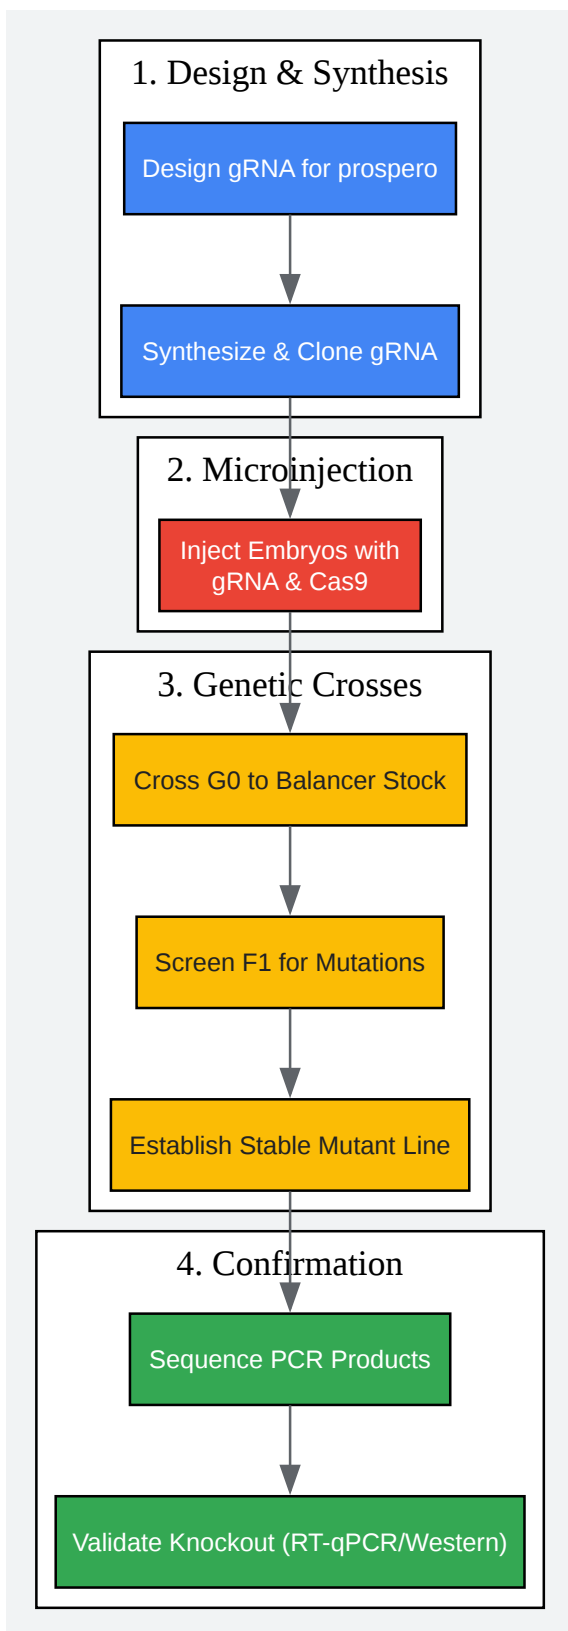 1. Design & Synthesis
Design gRNA for prospero
Synthesize & Clone gRNA
2. Microinjection
Inject Embryos with
gRNA & Cas9
3. Genetic Crosses
Cross G0 to Balancer Stock
Screen F1 for Mutations
Establish Stable Mutant Line
4. Confirmation
Sequence PCR Products
Validate Knockout (RT-qPCR/Western)